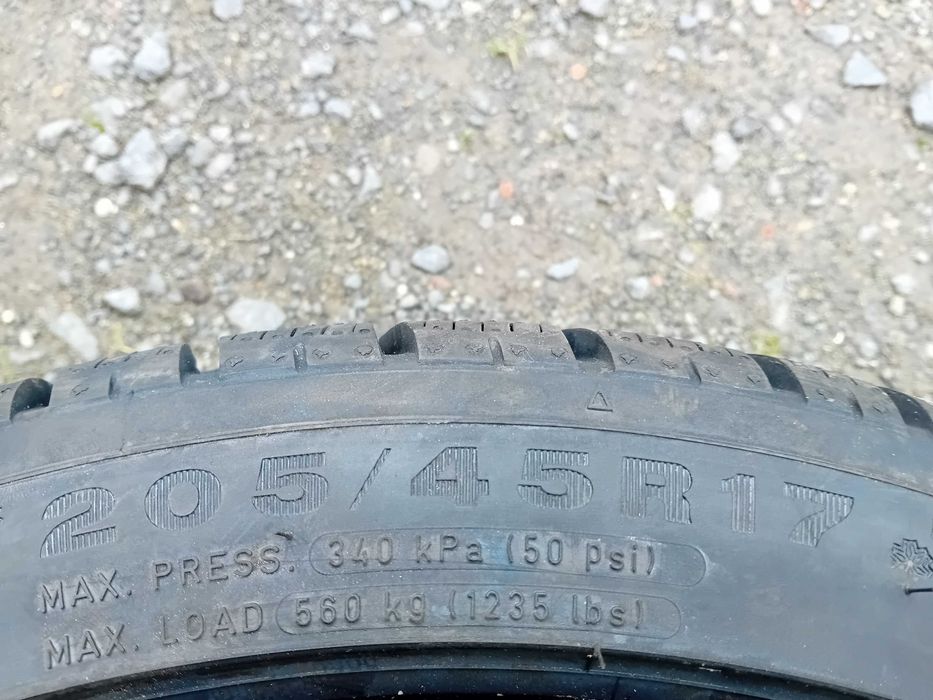 205/45R17
MAX. PRESS. 340 kPa (50 psi)
MAX. LOAD 560 kg (1235 lbs)